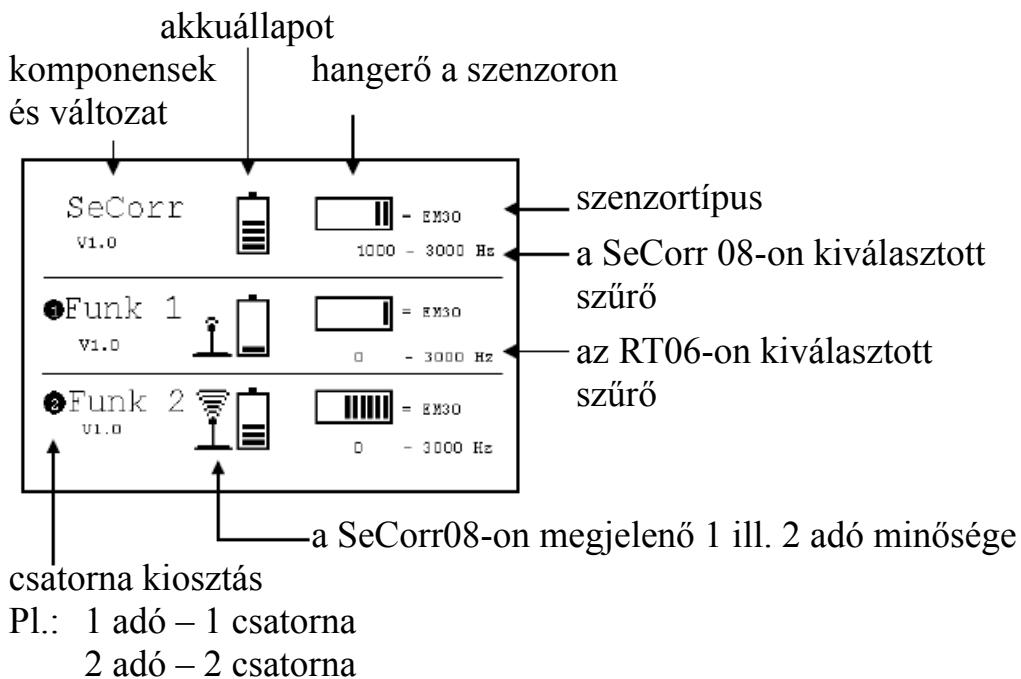 akkuállapot
komponensek
és változat
hangerő a szenzoron
SeCorr
V1.0
= EM30
1000 - 3000 Hz
szenzortípus
a SeCorr 08-on kiválasztott
szűrő
1 Funk 1
V1.0
= EM30
0 - 3000 Hz
az RT06-on kiválasztott
szűrő
2 Funk 2
V1.0
= EM30
0 - 3000 Hz
a SeCorr08-on megjelenő 1 ill. 2 adó minősége
csatorna kiosztás
Pl.: 1 adó – 1 csatorna
2 adó – 2 csatorna